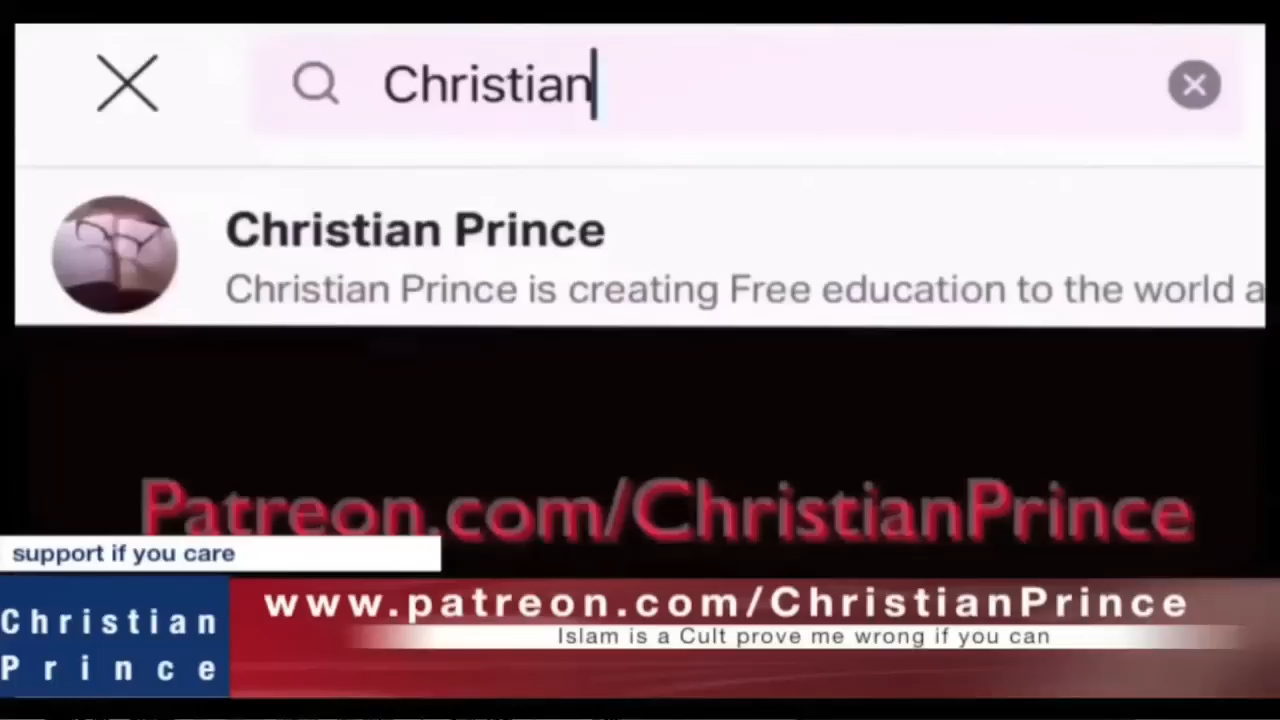 Christian
Christian Prince
Christian Prince is creating Free education to the world a
Patreon.com/ChristianPrince
support if you care
Christian
Prince
www.patreon.com/ChristianPrince
Islam is a Cult prove me wrong if you can